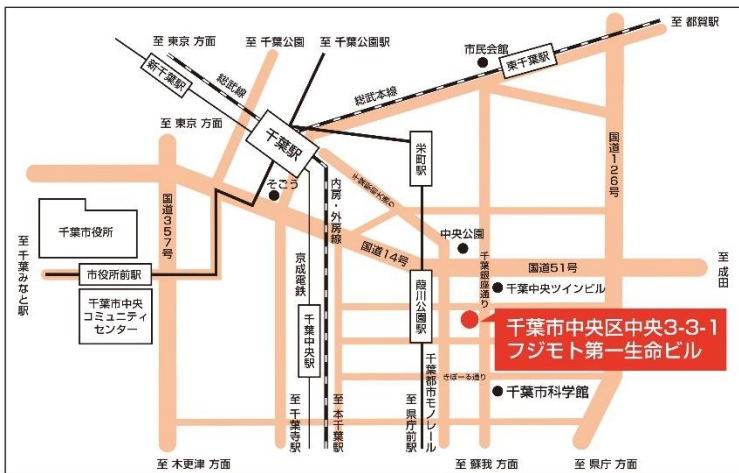 至 東京 方面
至 千葉公園
至 千葉公園駅
至 都賀駅
市民会館
東千葉駅
新千葉駅
総武線
総武本線
至 東京 方面
千葉駅
栄町駅
国道126号
そごう
千葉駅前大通り
内房・外房線
国道357号
中央公園
千葉市役所
国道14号
国道51号
至 成田
至 千葉みなと駅
市役所前駅
京成電鉄
千葉銀座通り
葭川公園駅
千葉中央ツインビル
千葉市中央
コミュニティ
センター
千葉中央駅
千葉市中央区中央3-3-1
フジモト第一生命ビル
きぼーる通り
千葉都市モノレール
千葉市科学館
至 千葉寺駅
至 本千葉駅
至 県庁前駅
至 木更津 方面
至 蘇我 方面
至 県庁 方面